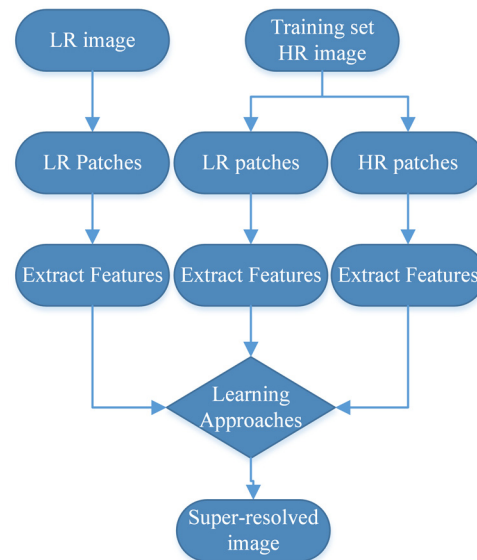 LR image
Training set
HR image
LR Patches
LR patches
HR patches
Extract Features
Extract Features
Extract Features
Learning
Approaches
Super-resolved
image